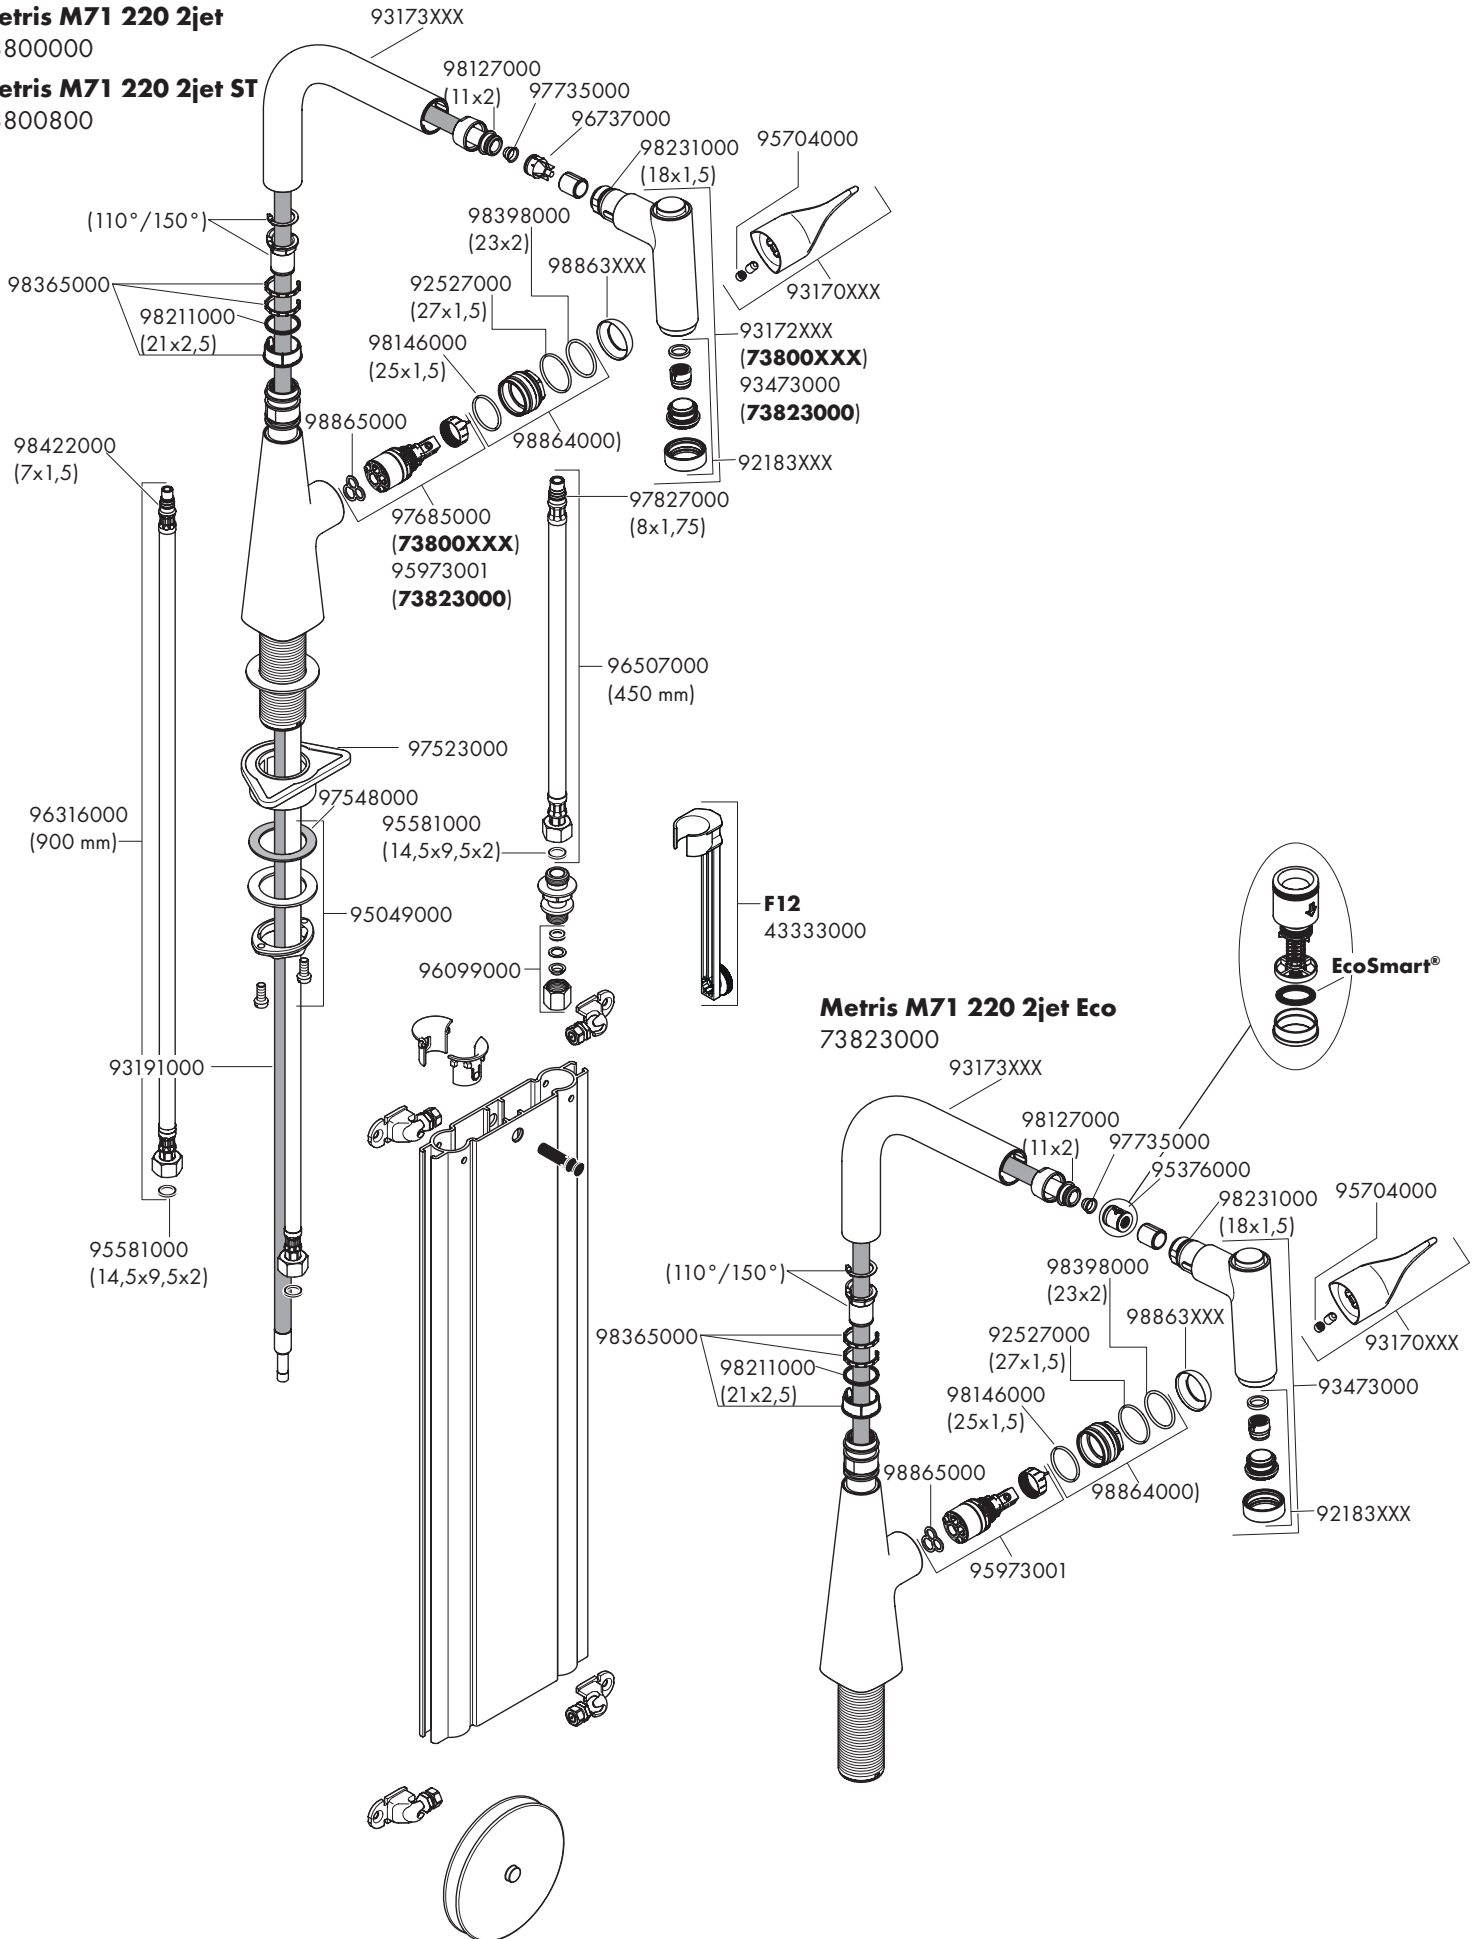 etris M71 220 2jet
800000
etris M71 220 2jet ST
800800
93173XXX
98127000
(11x2)
97735000
96737000
98231000
(18x1,5)
95704000
(110°/150°)
98398000
(23x2)
98863XXX
93170XXX
98365000
98211000
(21x2,5)
92527000
(27x1,5)
98146000
(25x1,5)
93172XXX
(73800XXX)
93473000
(73823000)
98865000
98864000)
92183XXX
98422000
(7x1,5)
97685000
(73800XXX)
95973001
(73823000)
97827000
(8x1,75)
96507000
(450 mm)
97523000
97548000
96316000
(900 mm)
95581000
(14,5x9,5x2)
95049000
F12
43333000
96099000
93191000
95581000
(14,5x9,5x2)
EcoSmart®
Metris M71 220 2jet Eco
73823000
93173XXX
98127000
(11x2)
97735000
95376000
98231000
(18x1,5)
95704000
(110°/150°)
98398000
(23x2)
98863XXX
93170XXX
98365000
98211000
(21x2,5)
92527000
(27x1,5)
98146000
(25x1,5)
93473000
98865000
98864000)
92183XXX
95973001